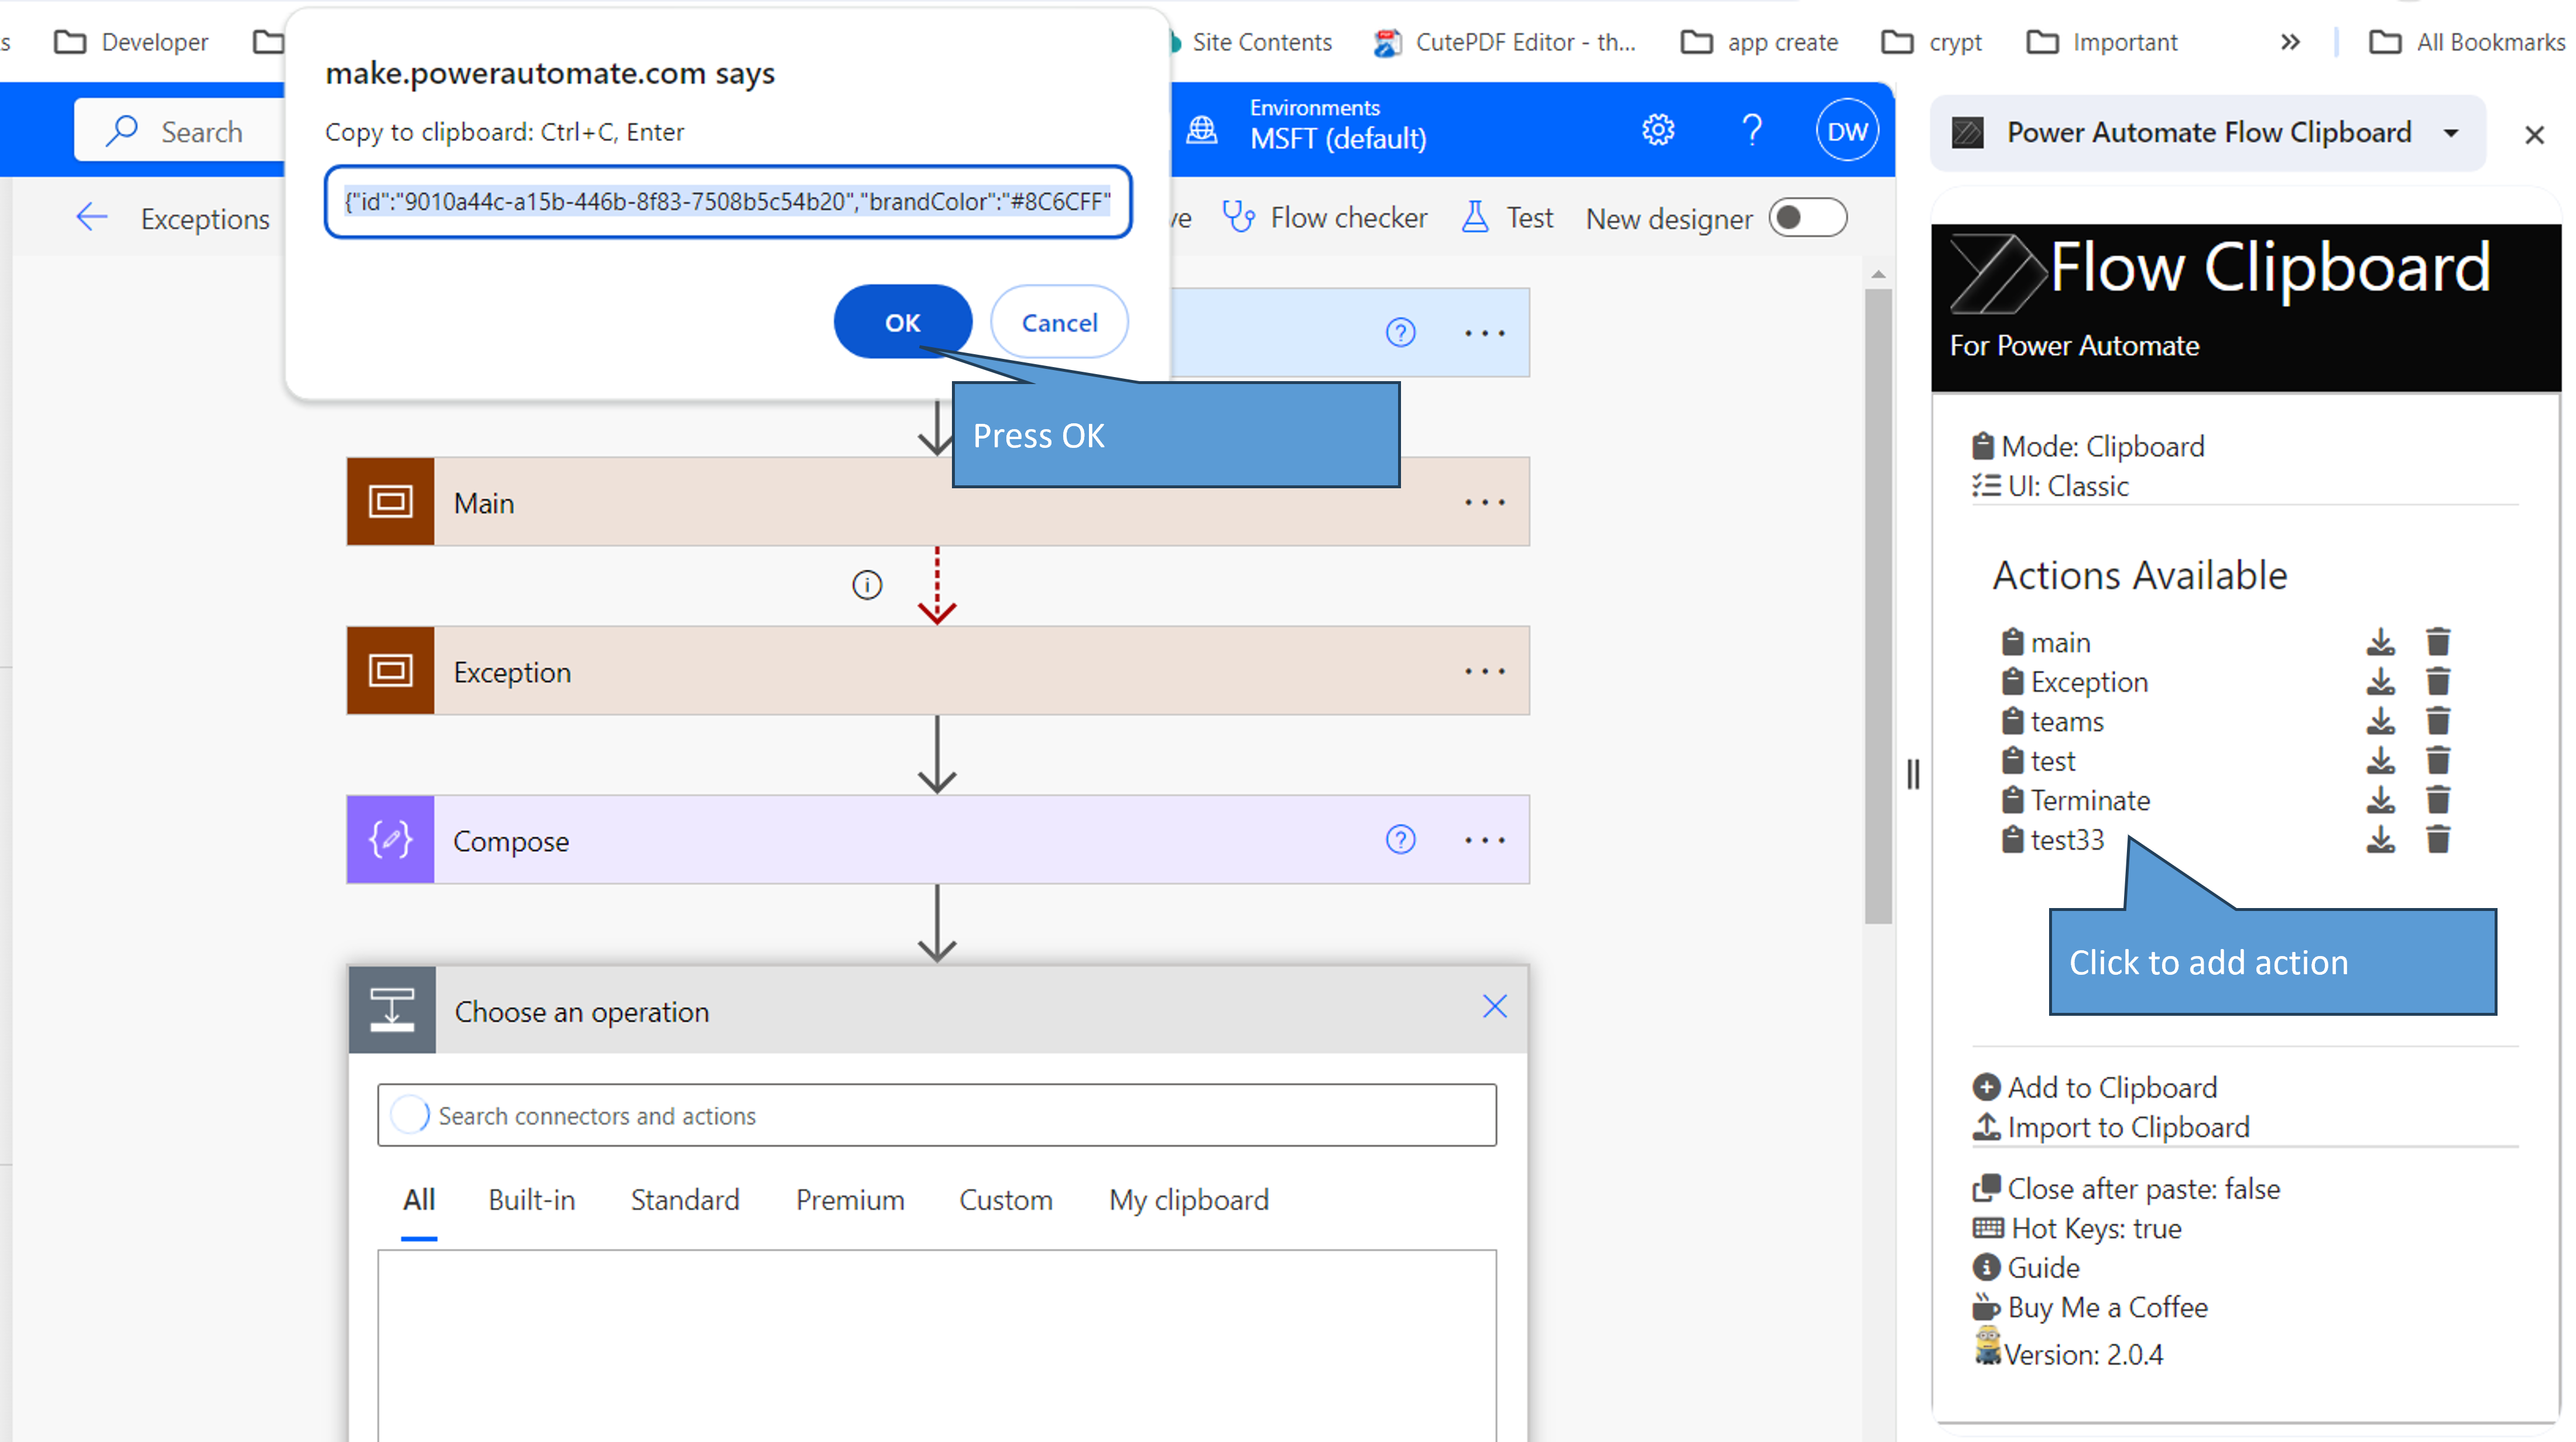 s
Developer
Site Contents
CutePDF Editor - th...
app create
crypt
Important
All Bookmarks
make.powerautomate.com says
Copy to clipboard: Ctrl+C, Enter
{"id":"9010a44c-a15b-446b-8f83-7508b5c54b20","brandColor":"#8C6CFF"
OK
Cancel
Press OK
Search
Environments
MSFT (default)
?
DW
Exceptions
ve
Flow checker
Test
New designer
Main
Exception
Compose
Choose an operation
Search connectors and actions
All
Built-in
Standard
Premium
Custom
My clipboard
Power Automate Flow Clipboard
Flow Clipboard
For Power Automate
Mode: Clipboard
UI: Classic
Actions Available
main
Exception
teams
test
Terminate
test33
Click to add action
Add to Clipboard
Import to Clipboard
Close after paste: false
Hot Keys: true
Guide
Buy Me a Coffee
Version: 2.0.4